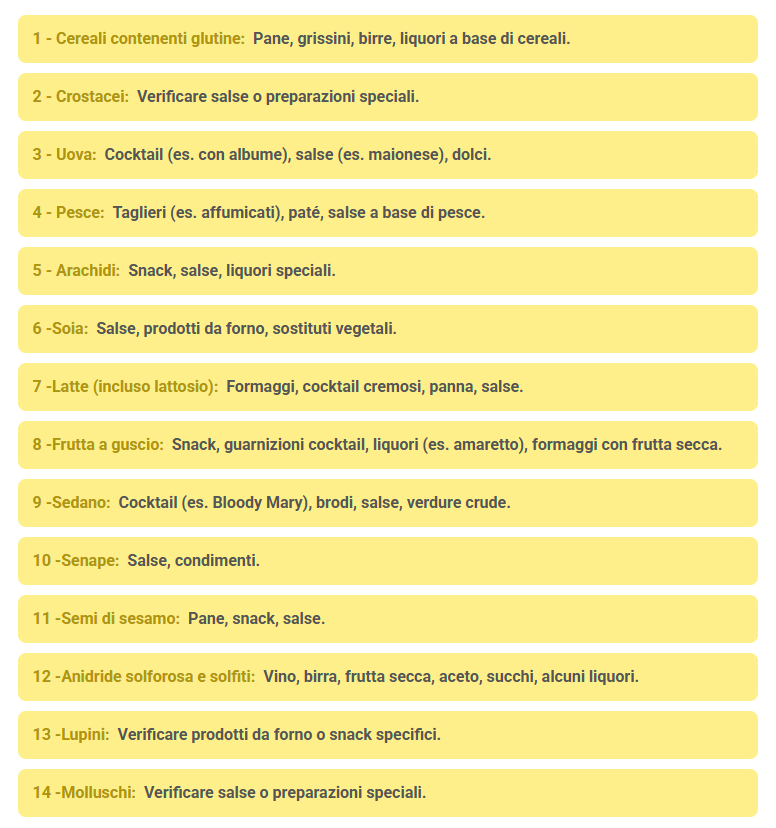 1 - Cereali contenenti glutine: Pane, grissini, birre, liquori a base di cereali.
2 - Crostacei: Verificare salse o preparazioni speciali.
3 - Uova: Cocktail (es. con albume), salse (es. maionese), dolci.
4 - Pesce: Taglieri (es. affumicati), paté, salse a base di pesce.
5 - Arachidi: Snack, salse, liquori speciali.
6 -Soia: Salse, prodotti da forno, sostituti vegetali.
7 -Latte (incluso lattosio): Formaggi, cocktail cremosi, panna, salse.
8 -Frutta a guscio: Snack, guarnizioni cocktail, liquori (es. amaretto), formaggi con frutta secca.
9 -Sedano: Cocktail (es. Bloody Mary), brodi, salse, verdure crude.
10 -Senape: Salse, condimenti.
11 -Semi di sesamo: Pane, snack, salse.
12 -Anidride solforosa e solfiti: Vino, birra, frutta secca, aceto, succhi, alcuni liquori.
13 -Lupini: Verificare prodotti da forno o snack specifici.
14 -Molluschi: Verificare salse o preparazioni speciali.